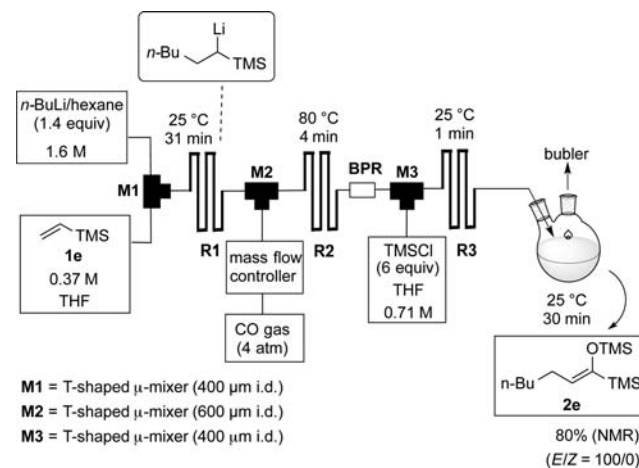 Li
n-Bu
TMS
n-BuLi/hexane
(1.4 equiv)
1.6 M
25 °C
31 min
80 °C
4 min
25 °C
1 min
M1
M2
BPR
M3
bubler
TMS
1e
0.37 M
THF
R1
R2
R3
mass flow
controller
CO gas
(4 atm)
TMSCl
(6 equiv)
THF
0.71 M
25 °C
30 min
OTMS
n-Bu
TMS
2e
80% (NMR)
(E/Z = 100/0)
M1 = T-shaped μ-mixer (400 μm i.d.)
M2 = T-shaped μ-mixer (600 μm i.d.)
M3 = T-shaped μ-mixer (400 μm i.d.)